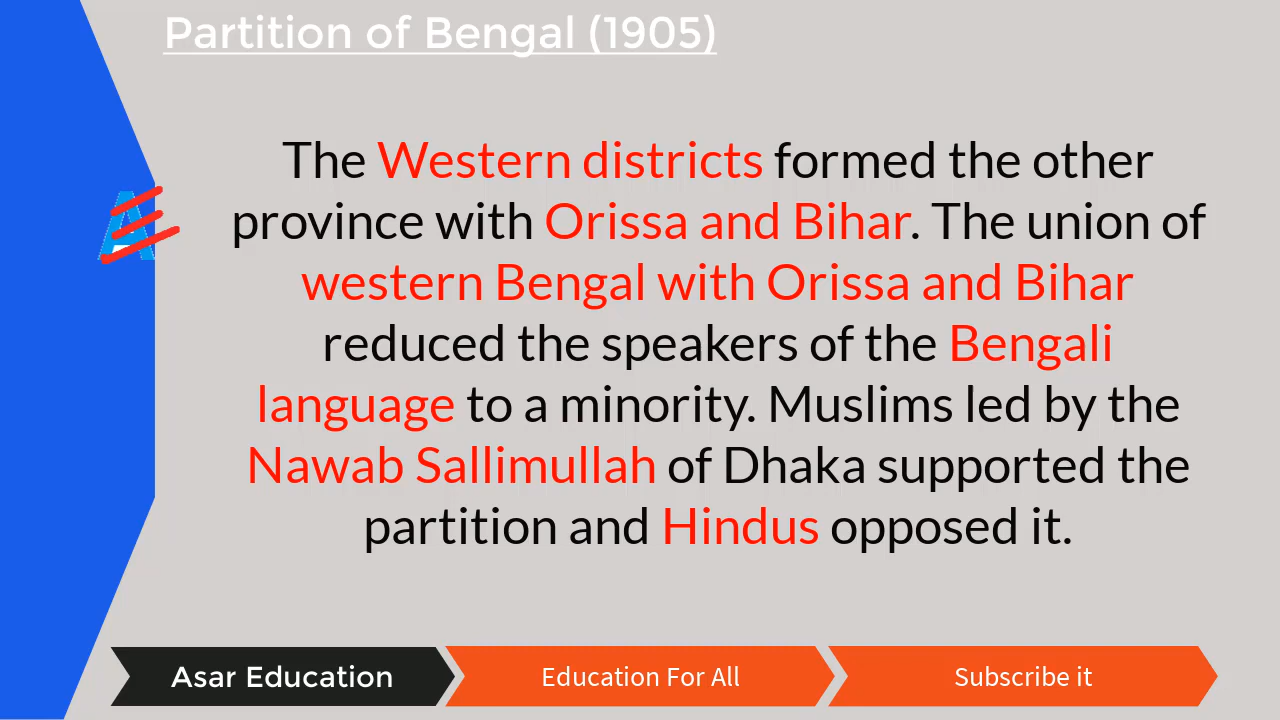 Partition of Bengal (1905)
The Western districts formed the other
province with Orissa and Bihar. The union of
western Bengal with Orissa and Bihar
reduced the speakers of the Bengali
language to a minority. Muslims led by the
Nawab Sallimullah of Dhaka supported the
partition and Hindus opposed it.
A
Asar Education
Education For All
Subscribe it